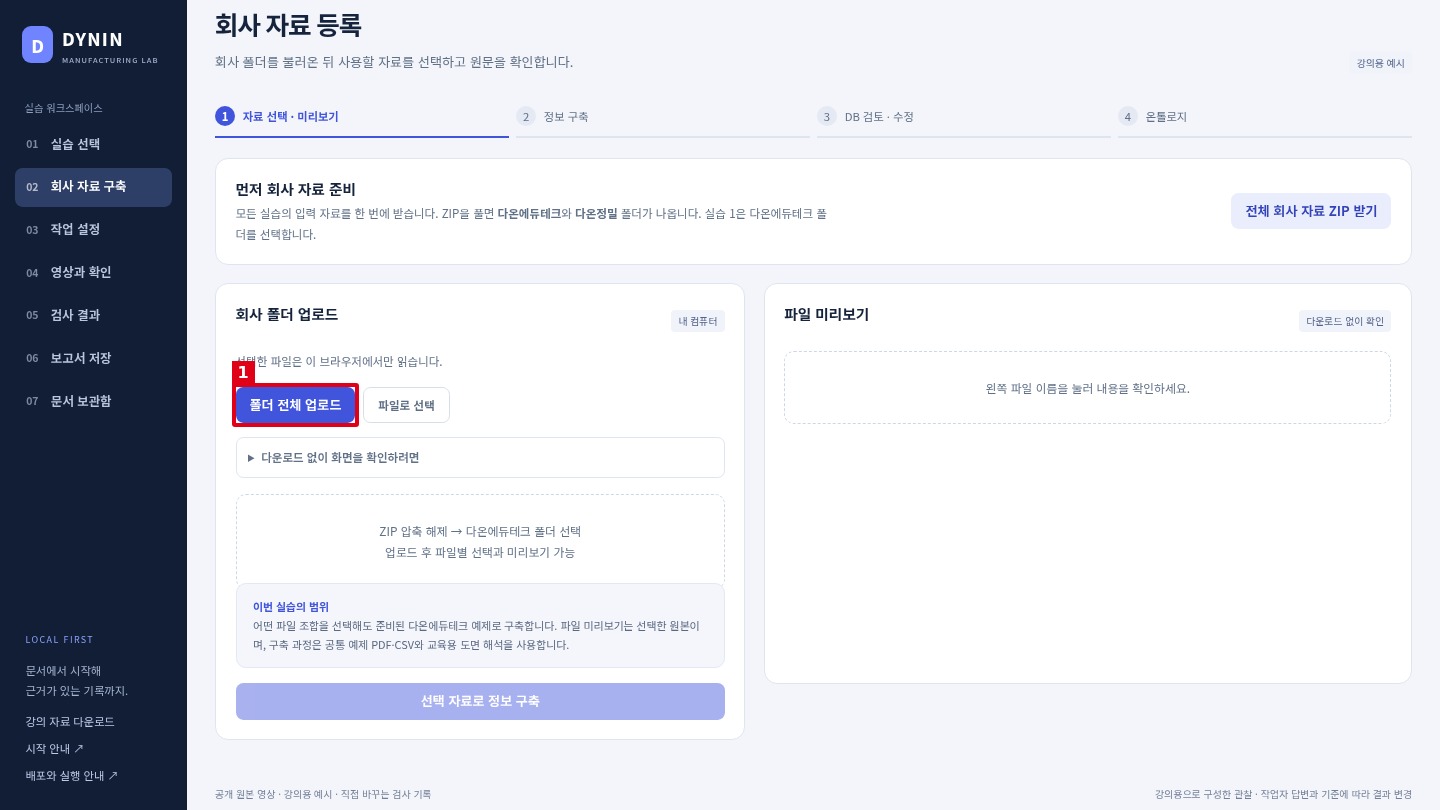 D
DYNIN
MANUFACTURING LAB
실습 워크스페이스
01 실습 선택
02 회사 자료 구축
03 작업 설정
04 영상과 확인
05 검사 결과
06 보고서 저장
07 문서 보관함
LOCAL FIRST
문서에서 시작해
근거가 있는 기록까지.
강의 자료 다운로드
시작 안내 ↗
배포와 실행 안내 ↗
회사 자료 등록
회사 폴더를 불러온 뒤 사용할 자료를 선택하고 원문을 확인합니다.
강의용 예시
1 자료 선택 · 미리보기
2 정보 구축
3 DB 검토 · 수정
4 온톨로지
먼저 회사 자료 준비
모든 실습의 입력 자료를 한 번에 받습니다. ZIP을 풀면 다온에듀테크와 다온정밀 폴더가 나옵니다. 실습 1은 다온에듀테크 폴
더를 선택합니다.
전체 회사 자료 ZIP 받기
회사 폴더 업로드
내 컴퓨터
선택한 파일은 이 브라우저에서만 읽습니다.
1
폴더 전체 업로드
파일로 선택
▶ 다운로드 없이 화면을 확인하려면
ZIP 압축 해제 → 다온에듀테크 폴더 선택
업로드 후 파일별 선택과 미리보기 가능
이번 실습의 범위
어떤 파일 조합을 선택해도 준비된 다온에듀테크 예제로 구축합니다. 파일 미리보기는 선택한 원본이
며, 구축 과정은 공통 예제 PDF·CSV와 교육용 도면 해석을 사용합니다.
선택 자료로 정보 구축
파일 미리보기
다운로드 없이 확인
왼쪽 파일 이름을 눌러 내용을 확인하세요.
공개 원본 영상 · 강의용 예시 · 직접 바꾸는 검사 기록
강의용으로 구성한 관찰 · 작업자 답변과 기준에 따라 결과 변경